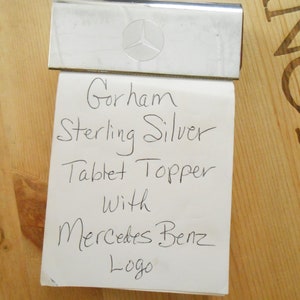 Gorham
Sterling Silver
Tablet Topper
With
Mercedes Benz
Logo